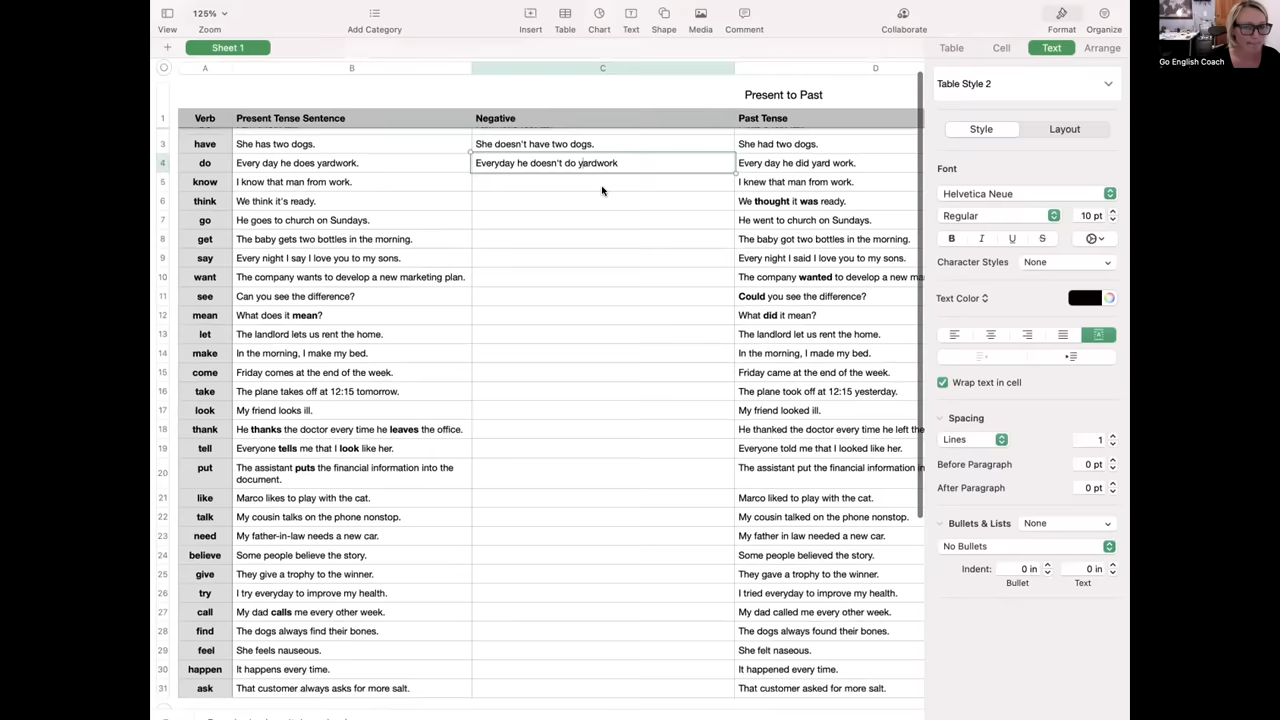 125%
View Zoom Add Category Insert Table Chart Text Shape Media Comment Collaborate Format Organize
Go English Coach
Sheet 1
Table Cell Text Arrange
A B C D
Table Style 2
Present to Past
1 Verb Present Tense Sentence Negative Past Tense
Style Layout
3 have She has two dogs. She doesn't have two dogs. She had two dogs.
4 do Every day he does yardwork. Everyday he doesn't do yardwork Every day he did yard work.
Font
5 know I know that man from work. I knew that man from work.
Helvetica Neue
6 think We think it's ready. We thought it was ready.
Regular 10 pt
7 go He goes to church on Sundays. He went to church on Sundays.
8 get The baby gets two bottles in the morning. The baby got two bottles in the morning.
B I U S
9 say Every night I say I love you to my sons. Every night I said I love you to my sons.
Character Styles None
10 want The company wants to develop a new marketing plan. The company wanted to develop a new ma
11 see Can you see the difference? Could you see the difference?
Text Color
12 mean What does it mean? What did it mean?
13 let The landlord lets us rent the home. The landlord let us rent the home.
14 make In the morning, I make my bed. In the morning, I made my bed.
15 come Friday comes at the end of the week. Friday came at the end of the week.
Wrap text in cell
16 take The plane takes off at 12:15 tomorrow. The plane took off at 12:15 yesterday.
17 look My friend looks ill. My friend looked ill.
Spacing
18 thank He thanks the doctor every time he leaves the office. He thanked the doctor every time he left the
Lines 1
19 tell Everyone tells me that I look like her. Everyone told me that I looked like her.
Before Paragraph 0 pt
20 put The assistant puts the financial information into the The assistant put the financial information in
document.
After Paragraph 0 pt
21 like Marco likes to play with the cat. Marco liked to play with the cat.
22 talk My cousin talks on the phone nonstop. My cousin talked on the phone nonstop.
Bullets & Lists None
23 need My father-in-law needs a new car. My father in law needed a new car.
No Bullets
24 believe Some people believe the story. Some people believed the story.
25 give They give a trophy to the winner. They gave a trophy to the winner.
Indent: 0 in 0 in
Bullet Text
26 try I try everyday to improve my health. I tried everyday to improve my health.
27 call My dad calls me every other week. My dad called me every other week.
28 find The dogs always find their bones. The dogs always found their bones.
29 feel She feels nauseous. She felt naseous.
30 happen It happens every time. It happened every time.
31 ask That customer always asks for more salt. That customer asked for more salt.